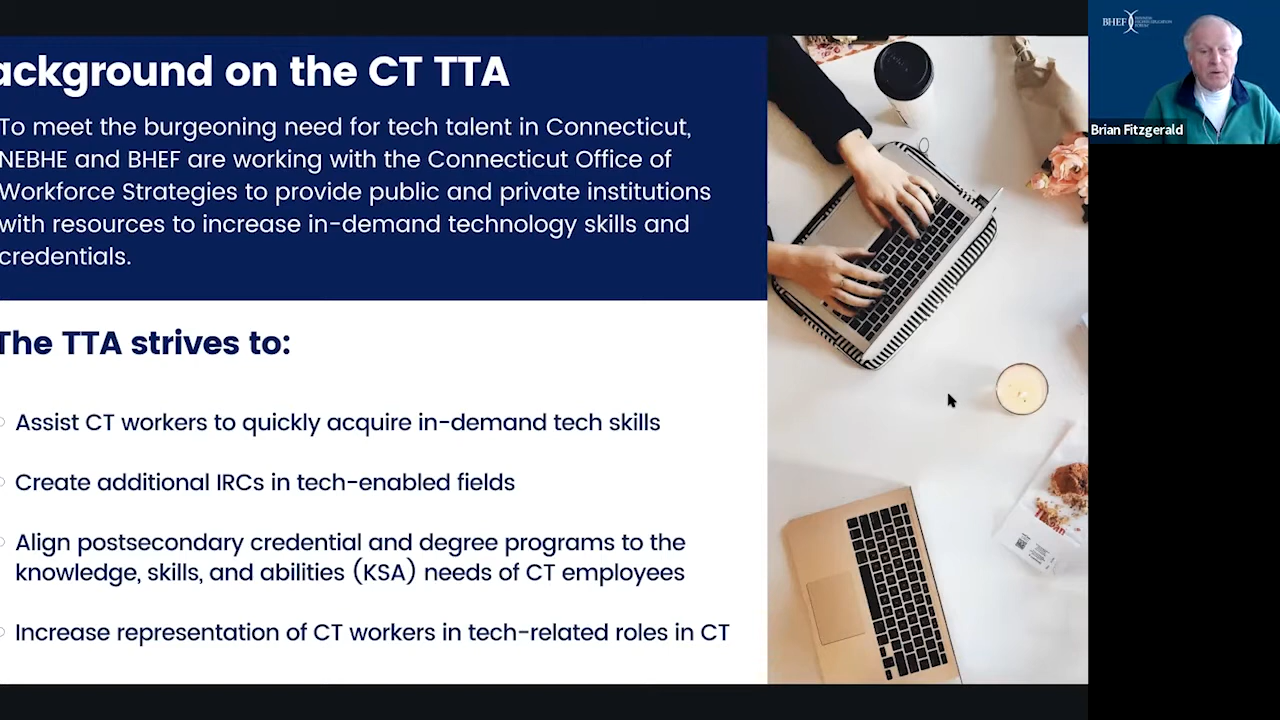 ackground on the CT TTA
To meet the burgeoning need for tech talent in Connecticut,
NEBHE and BHEF are working with the Connecticut Office of
Workforce Strategies to provide public and private institutions
with resources to increase in-demand technology skills and
credentials.
The TTA strives to:
Assist CT workers to quickly acquire in-demand tech skills
Create additional IRCs in tech-enabled fields
Align postsecondary credential and degree programs to the
knowledge, skills, and abilities (KSA) needs of CT employees
Increase representation of CT workers in tech-related roles in CT
BHEF
Brian Fitzgerald